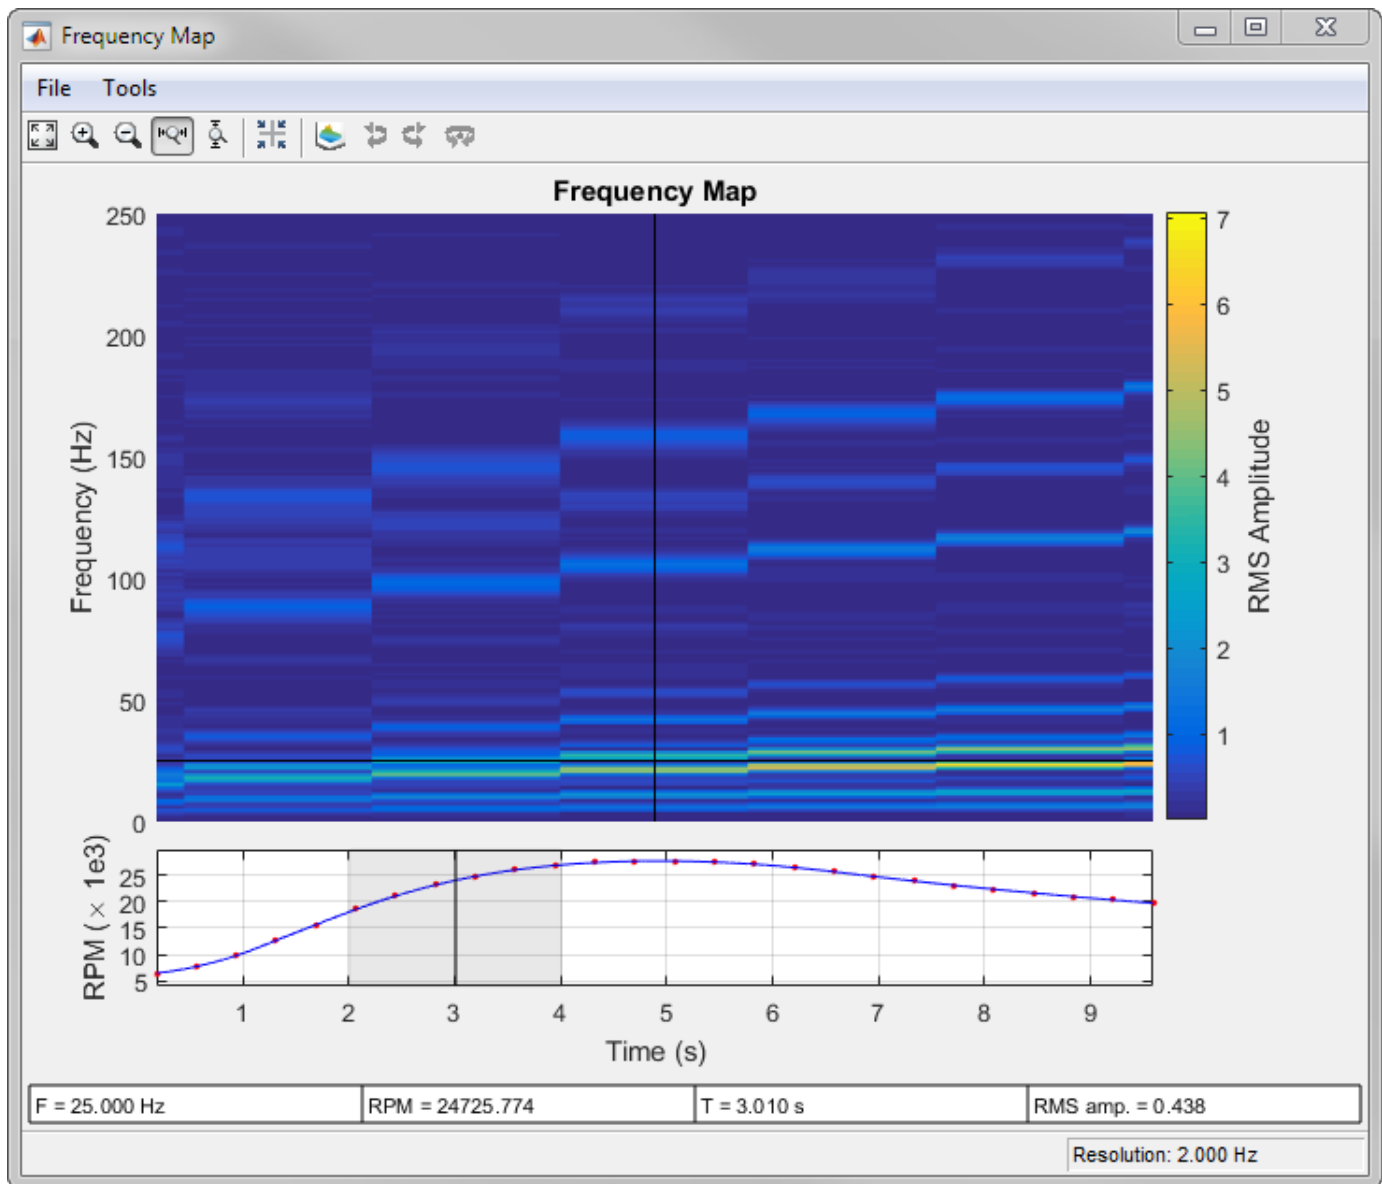 Frequency Map
File Tools
Frequency Map
250
200
150
100
50
0
Frequency (Hz)
7
6
5
4
3
2
1
RMS Amplitude
25
20
15
10
5
RPM ( × 1e3)
1 2 3 4 5 6 7 8 9
Time (s)
F = 25.000 Hz RPM = 24725.774 T = 3.010 s RMS amp. = 0.438
Resolution: 2.000 Hz